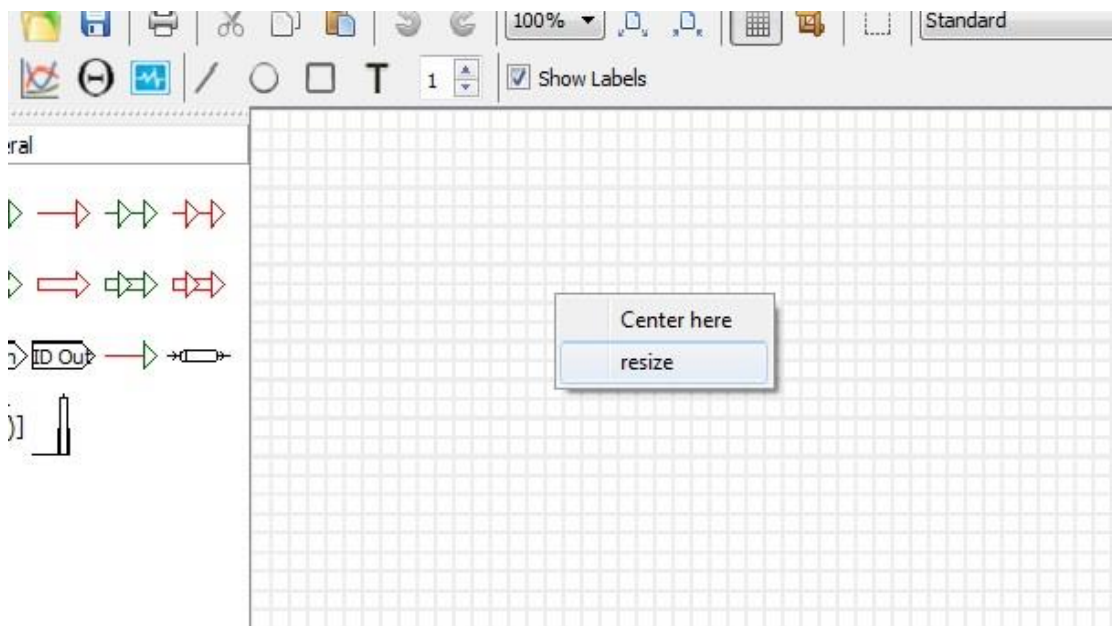 100%
Standard
T
1
Show Labels
ral
ID Out
Center here
resize